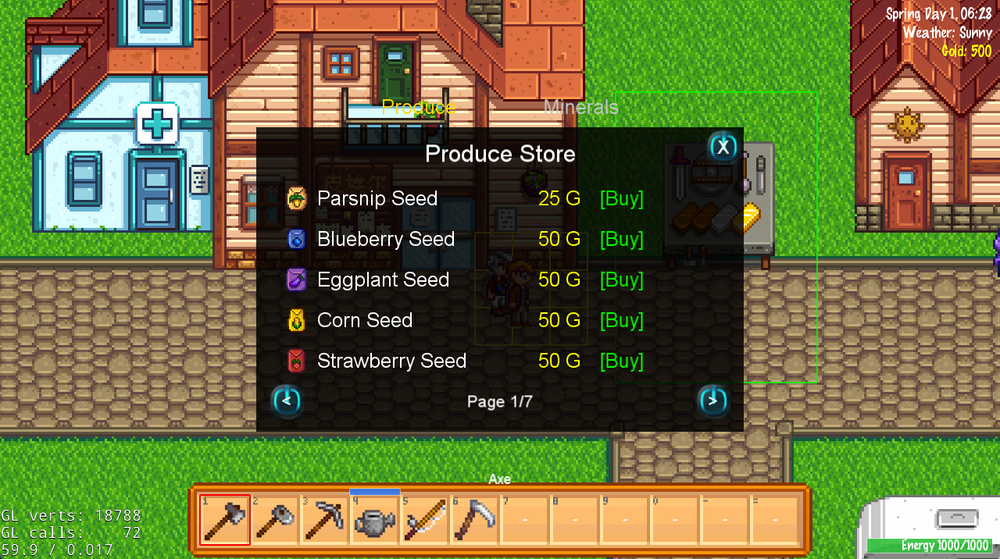 Spring Day 1, 06:28
Weather: Sunny
Gold: 500
Produce Minerals
X
Produce Store
Parsnip Seed 25 G [Buy]
Blueberry Seed 50 G [Buy]
Eggplant Seed 50 G [Buy]
Corn Seed 50 G [Buy]
Strawberry Seed 50 G [Buy]
< Page 1/7 >
Axe
1 2 3 4 5 6 7 8 9 0 - =
- - - - - -
GL verts: 18788
GL calls: 72
59.9 / 0.017
Energy 1000/1000